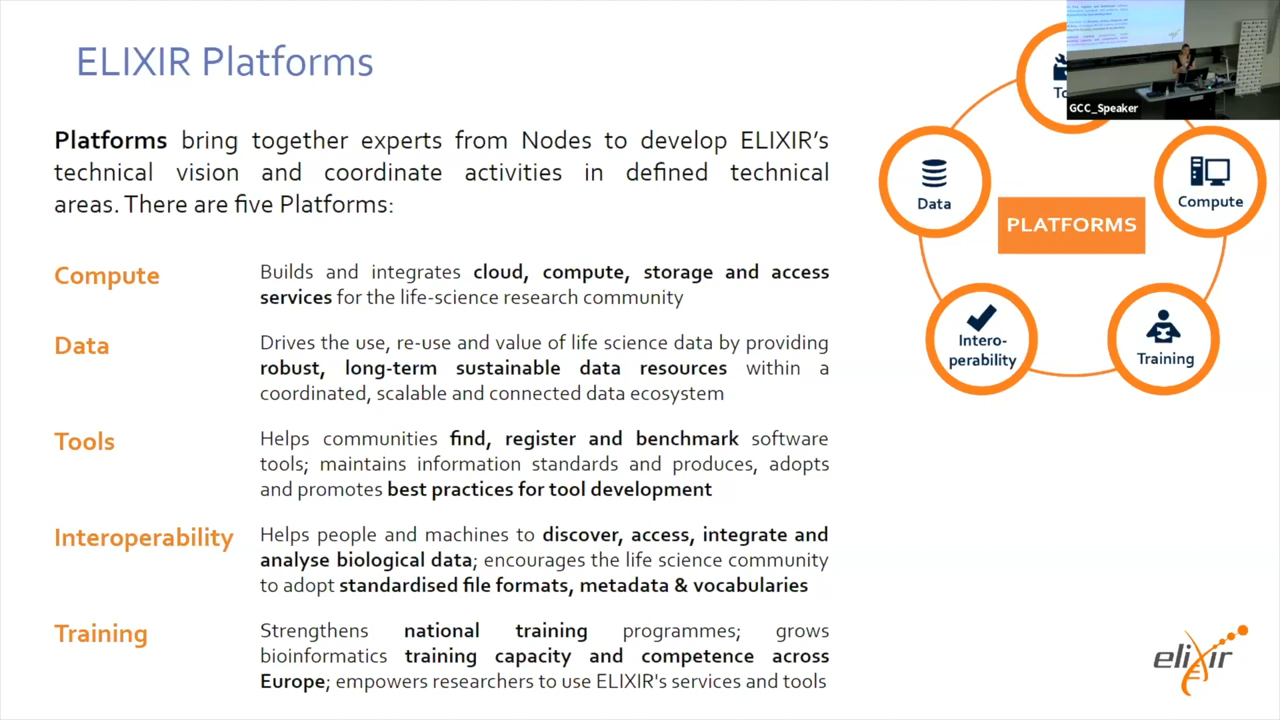 ELIXIR Platforms
Platforms bring together experts from Nodes to develop ELIXIR's
technical vision and coordinate activities in defined technical
areas. There are five Platforms:
Compute
Builds and integrates cloud, compute, storage and access
services for the life-science research community
Data
Drives the use, re-use and value of life science data by providing
robust, long-term sustainable data resources within a
coordinated, scalable and connected data ecosystem
Tools
Helps communities find, register and benchmark software
tools; maintains information standards and produces, adopts
and promotes best practices for tool development
Interoperability
Helps people and machines to discover, access, integrate and
analyse biological data; encourages the life science community
to adopt standardised file formats, metadata & vocabularies
Training
Strengthens national training programmes; grows
bioinformatics training capacity and competence across
Europe; empowers researchers to use ELIXIR's services and tools
GCC_Speaker
Data
Compute
PLATFORMS
Intero-
perability
Training
elixir